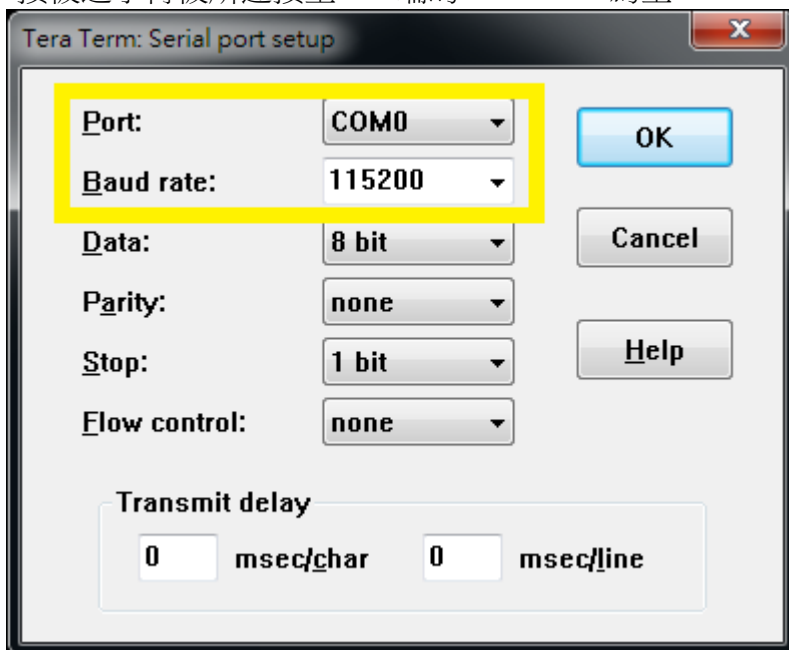 Tera Term: Serial port setup
Port: COM0
OK
Baud rate: 115200
Data: 8 bit
Cancel
Parity: none
Stop: 1 bit
Help
Flow control: none
Transmit delay
0 msec/char 0 msec/line